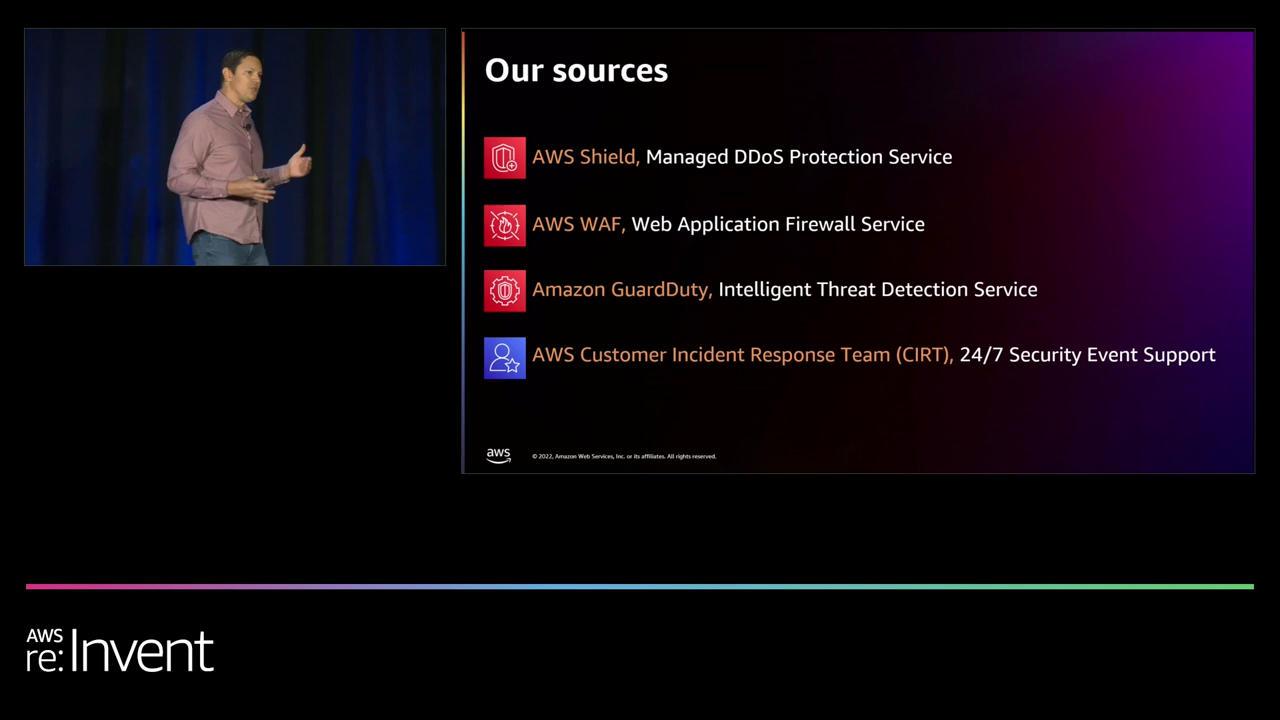 Our sources
AWS Shield, Managed DDoS Protection Service
AWS WAF, Web Application Firewall Service
Amazon GuardDuty, Intelligent Threat Detection Service
AWS Customer Incident Response Team (CIRT), 24/7 Security Event Support
aws
© 2022, Amazon Web Services, Inc. or its affiliates. All rights reserved.
AWS
re:Invent